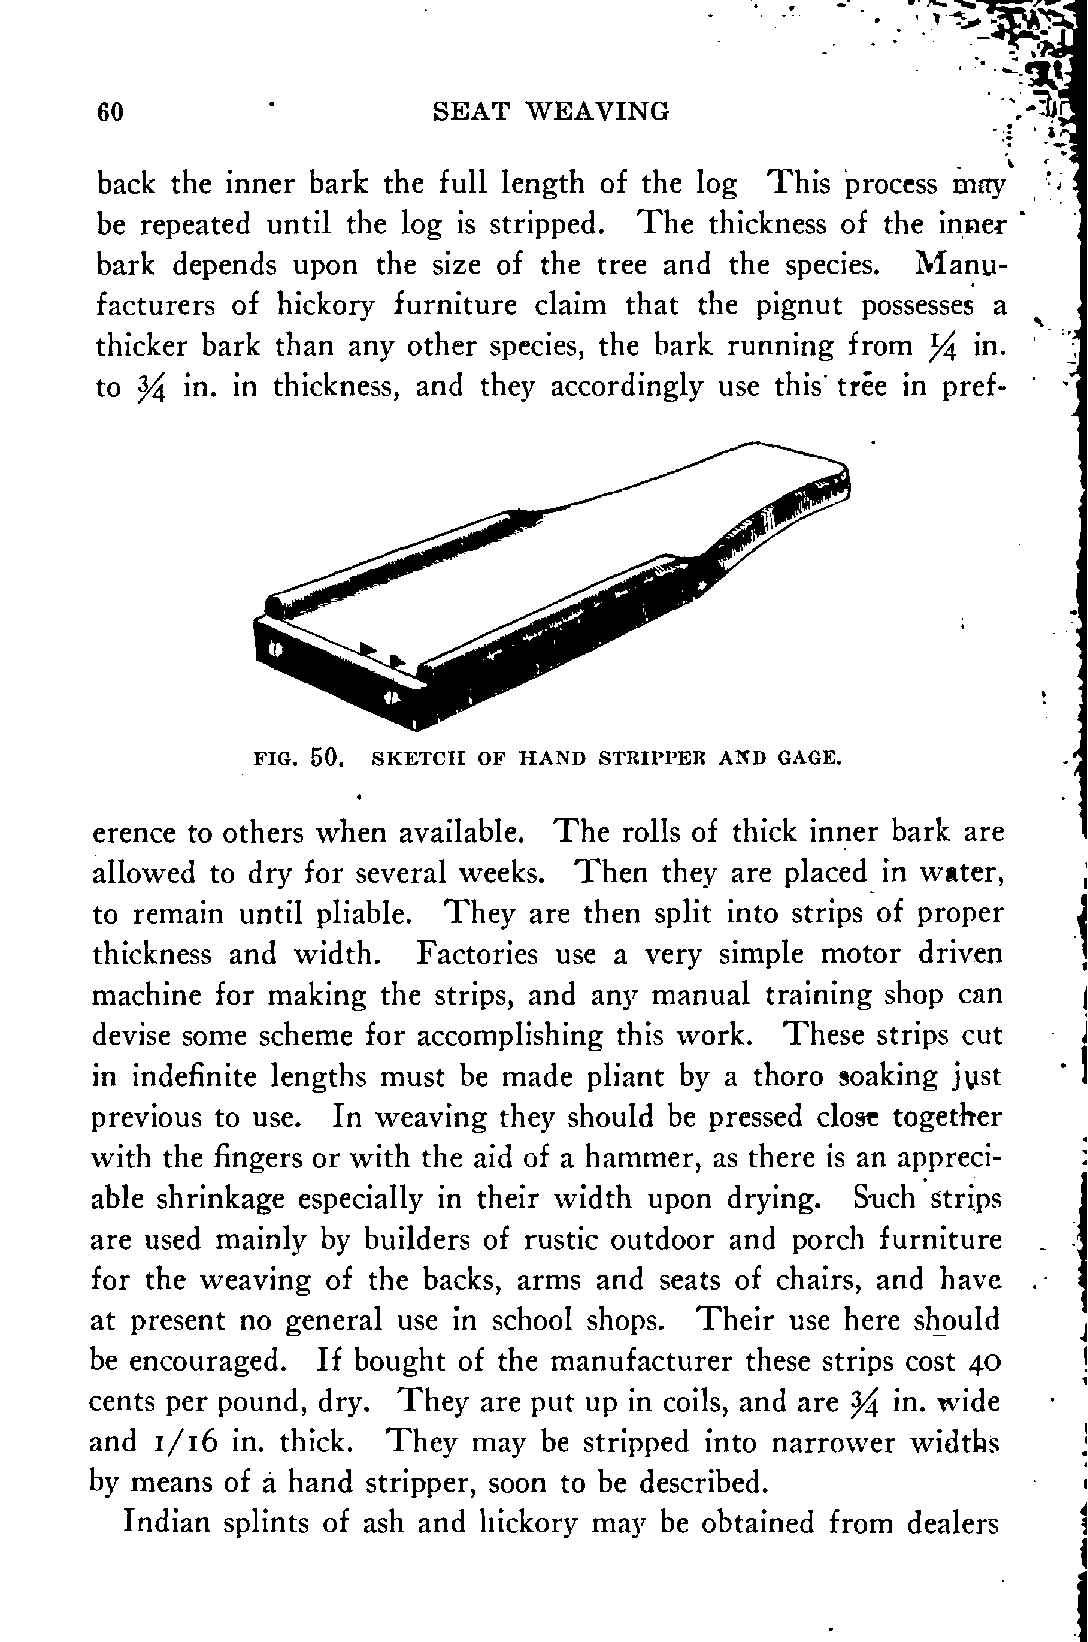 60 SEAT WEAVING
back the inner bark the full length of the log This process may
be repeated until the log is stripped. The thickness of the inner
bark depends upon the size of the tree and the species. Manu-
facturers of hickory furniture claim that the pignut possesses a
thicker bark than any other species, the bark running from ¼ in.
to ¾ in. in thickness, and they accordingly use this tree in pref-
FIG. 50. SKETCH OF HAND STRIPPER AND GAGE.
erence to others when available. The rolls of thick inner bark are
allowed to dry for several weeks. Then they are placed in water,
to remain until pliable. They are then split into strips of proper
thickness and width. Factories use a very simple motor driven
machine for making the strips, and any manual training shop can
devise some scheme for accomplishing this work. These strips cut
in indefinite lengths must be made pliant by a thoro soaking just
previous to use. In weaving they should be pressed close together
with the fingers or with the aid of a hammer, as there is an appreci-
able shrinkage especially in their width upon drying. Such strips
are used mainly by builders of rustic outdoor and porch furniture
for the weaving of the backs, arms and seats of chairs, and have
at present no general use in school shops. Their use here should
be encouraged. If bought of the manufacturer these strips cost 40
cents per pound, dry. They are put up in coils, and are ¾ in. wide
and 1/16 in. thick. They may be stripped into narrower widths
by means of a hand stripper, soon to be described.
Indian splints of ash and hickory may be obtained from dealers